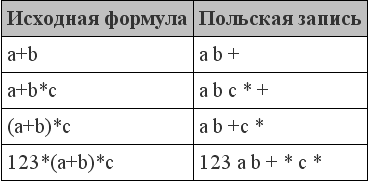 Исходная формула Польская запись
a+b a b +
a+b*c a b c * +
(a+b)*c a b +c *
123*(a+b)*c 123 a b + * c *